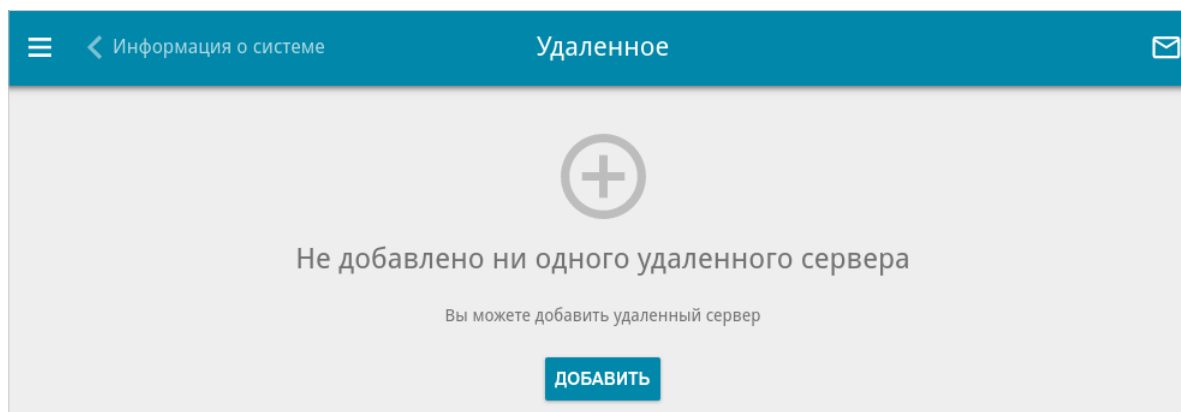 Информация о системе
Удаленное
Не добавлено ни одного удаленного сервера
Вы можете добавить удаленный сервер
ДОБАВИТЬ